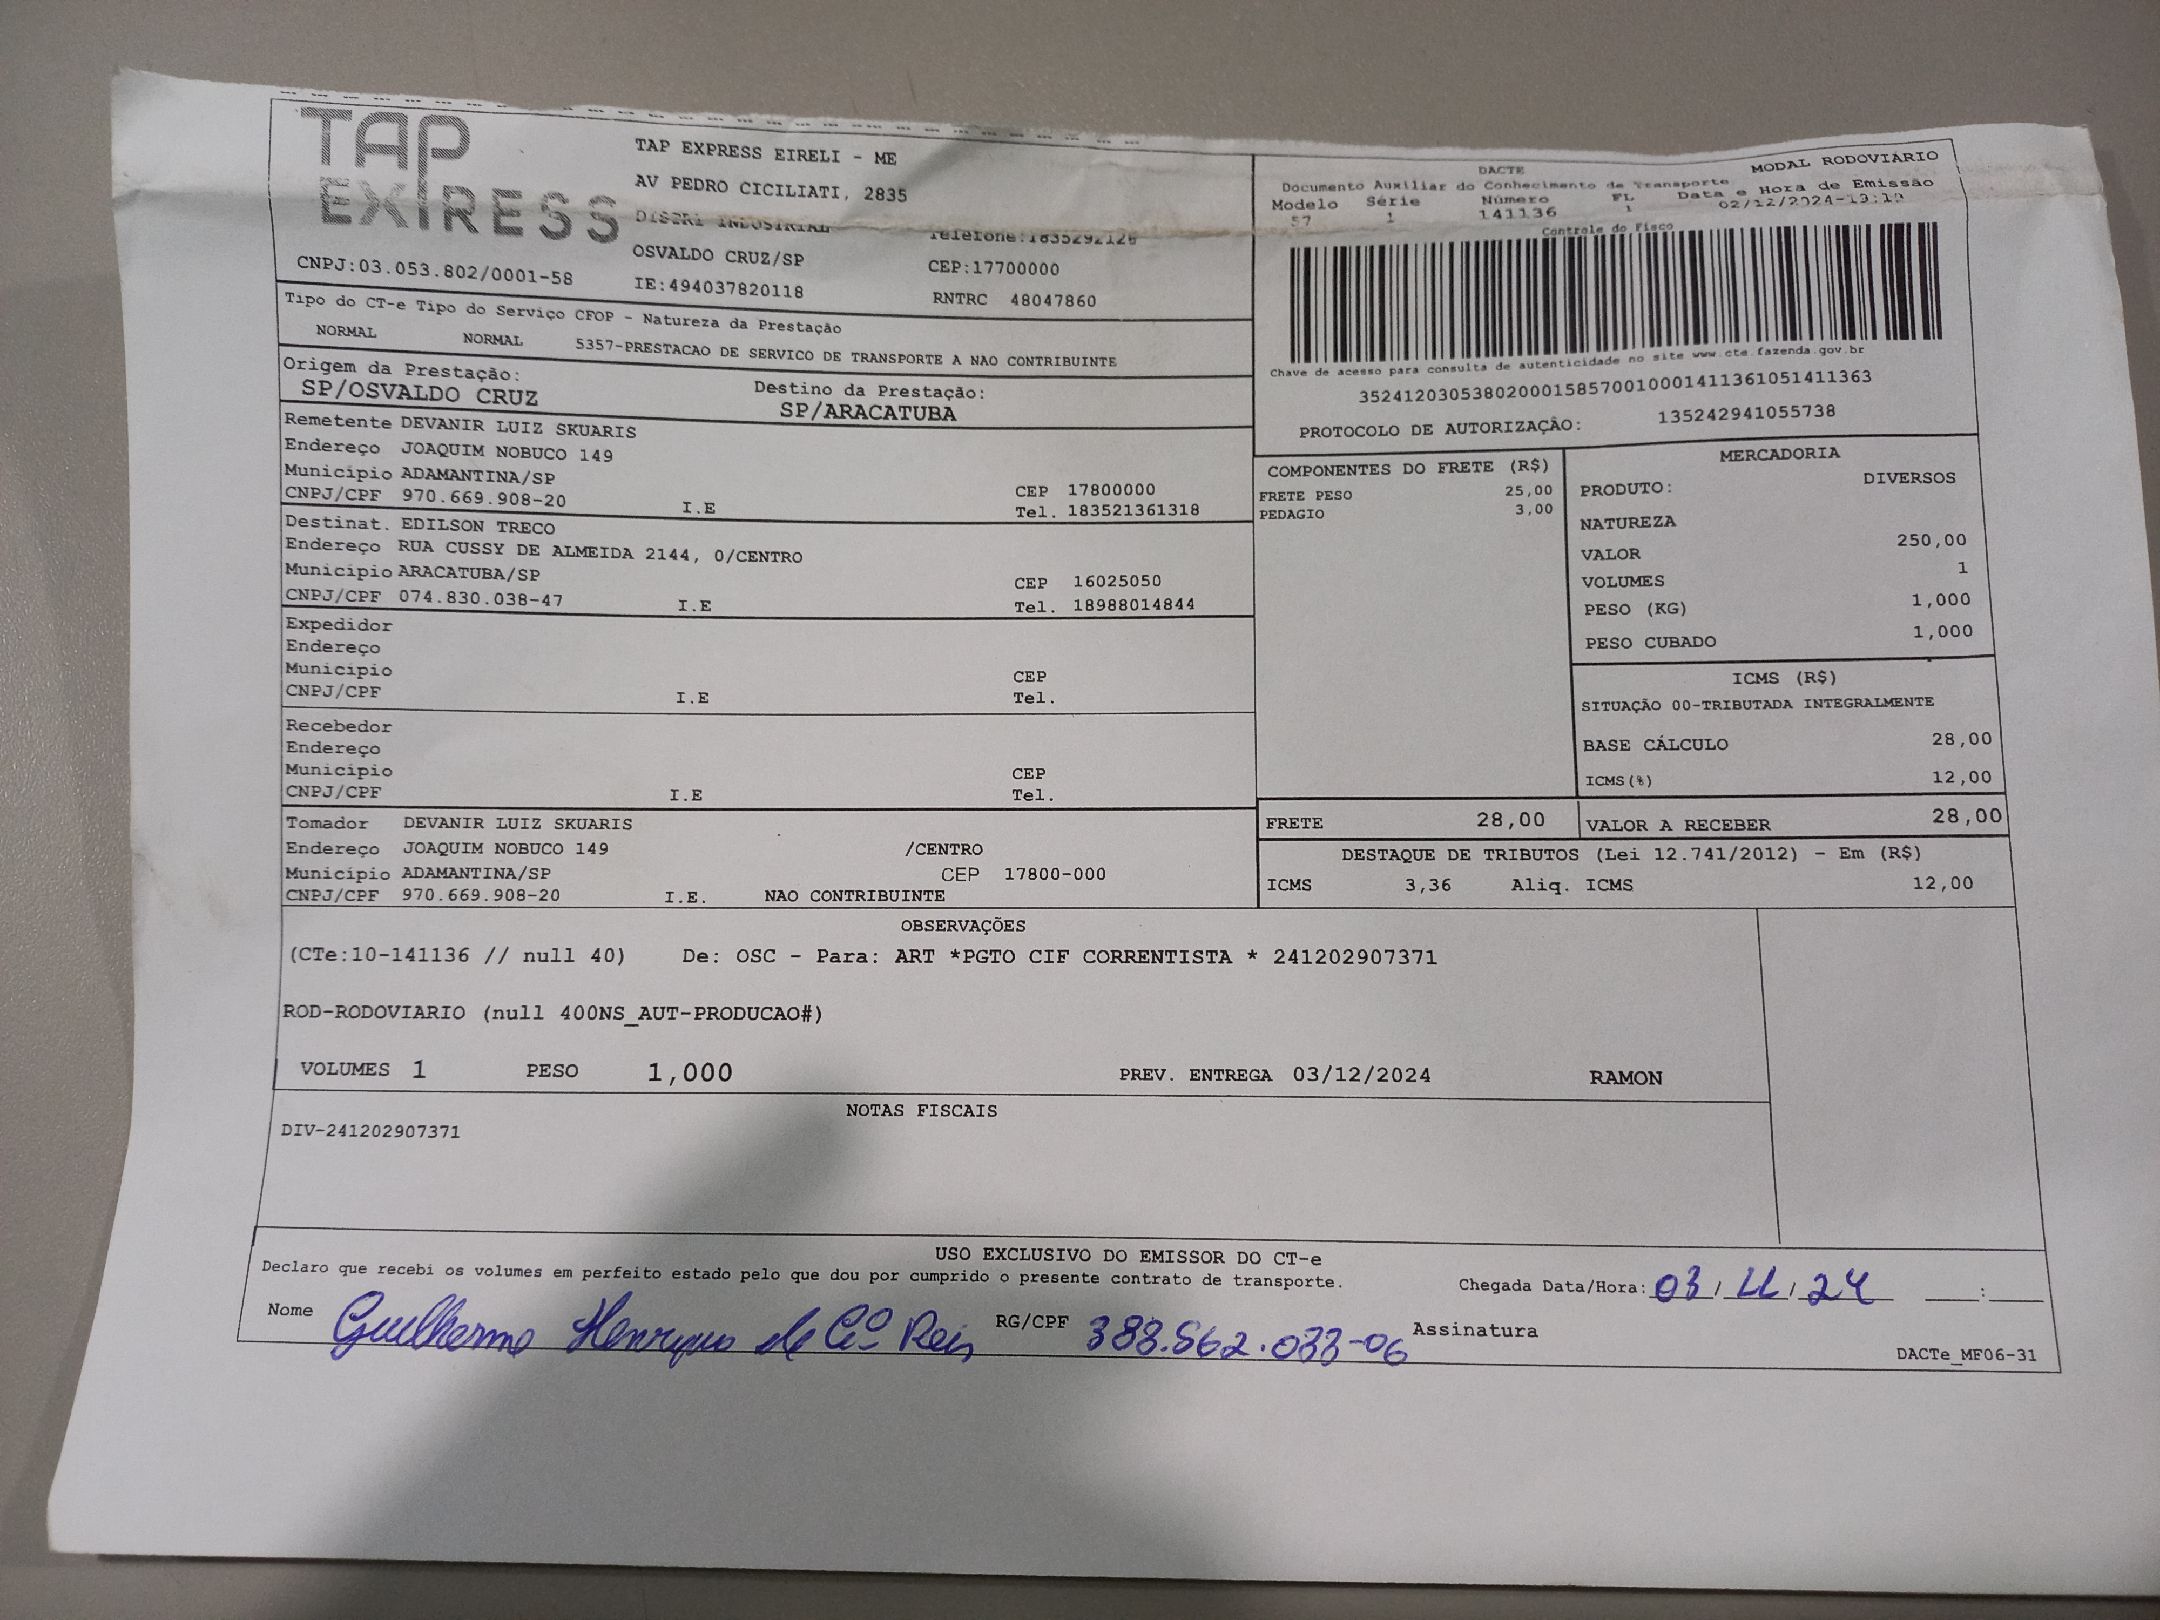 TAP
EXPRESS
TAP EXPRESS EIRELI - ME
AV PEDRO CICILIATI, 2835
DISTRI INDUSTRIAL
Telefone:1835292126
OSVALDO CRUZ/SP
CEP:17700000
CNPJ:03.053.802/0001-58
IE:494037820118
RNTRC 48047860
DACTE
MODAL RODOVIARIO
Documento Auxiliar do Conhecimento de Transporte
Modelo Série Número FL Data e Hora de Emissão
57 1 141136 1 02/12/2024-
Controle do Fisco
Chave de acesso para consulta de autenticidade no site www.cte.fazenda.gov.br
35241203053802000158570010001411361051411363
PROTOCOLO DE AUTORIZAÇÂO: 135242941055738
Tipo do CT-e Tipo do Serviço CFOP - Natureza da Prestação
NORMAL NORMAL 5357-PRESTACAO DE SERVICO DE TRANSPORTE A NAO CONTRIBUINTE
Origem da Prestação: Destino da Prestação:
SP/OSVALDO CRUZ SP/ARACATUBA
Remetente DEVANIR LUIZ SKUARIS
Endereço JOAQUIM NOBUCO 149
Município ADAMANTINA/SP CEP 17800000
CNPJ/CPF 970.669.908-20 I.E Tel. 183521361318
Destinat. EDILSON TRECO
Endereço RUA CUSSY DE ALMEIDA 2144, 0/CENTRO
Município ARACATUBA/SP CEP 16025050
CNPJ/CPF 074.830.038-47 I.E Tel. 18988014844
Expedidor
Endereço
Município CEP
CNPJ/CPF I.E Tel.
Recebedor
Endereço
Município CEP
CNPJ/CPF I.E Tel.
Tomador DEVANIR LUIZ SKUARIS
Endereço JOAQUIM NOBUCO 149 /CENTRO
Município ADAMANTINA/SP CEP 17800-000
CNPJ/CPF 970.669.908-20 I.E. NAO CONTRIBUINTE
COMPONENTES DO FRETE (R$)
FRETE PESO 25,00
PEDAGIO 3,00
MERCADORIA
PRODUTO: DIVERSOS
NATUREZA
VALOR 250,00
VOLUMES 1
PESO (KG) 1,000
PESO CUBADO 1,000
ICMS (R$)
SITUAÇÃO 00-TRIBUTADA INTEGRALMENTE
BASE CÁLCULO 28,00
ICMS(%) 12,00
FRETE 28,00 VALOR A RECEBER 28,00
DESTAQUE DE TRIBUTOS (Lei 12.741/2012) - Em (R$)
ICMS 3,36 Aliq. ICMS 12,00
OBSERVAÇÕES
(CTe:10-141136 // null 40) De: OSC - Para: ART *PGTO CIF CORRENTISTA * 241202907371
ROD-RODOVIARIO (null 400NS_AUT-PRODUCAO#)
VOLUMES 1 PESO 1,000 PREV. ENTREGA 03/12/2024 RAMON
NOTAS FISCAIS
DIV-241202907371
USO EXCLUSIVO DO EMISSOR DO CT-e
Declaro que recebi os volumes em perfeito estado pelo que dou por cumprido o presente contrato de transporte.
Chegada Data/Hora: 03/11/24 :
Nome Guilherme Henrique de Cº Reis RG/CPF 388.862.033-06 Assinatura
DACTe_MF06-31